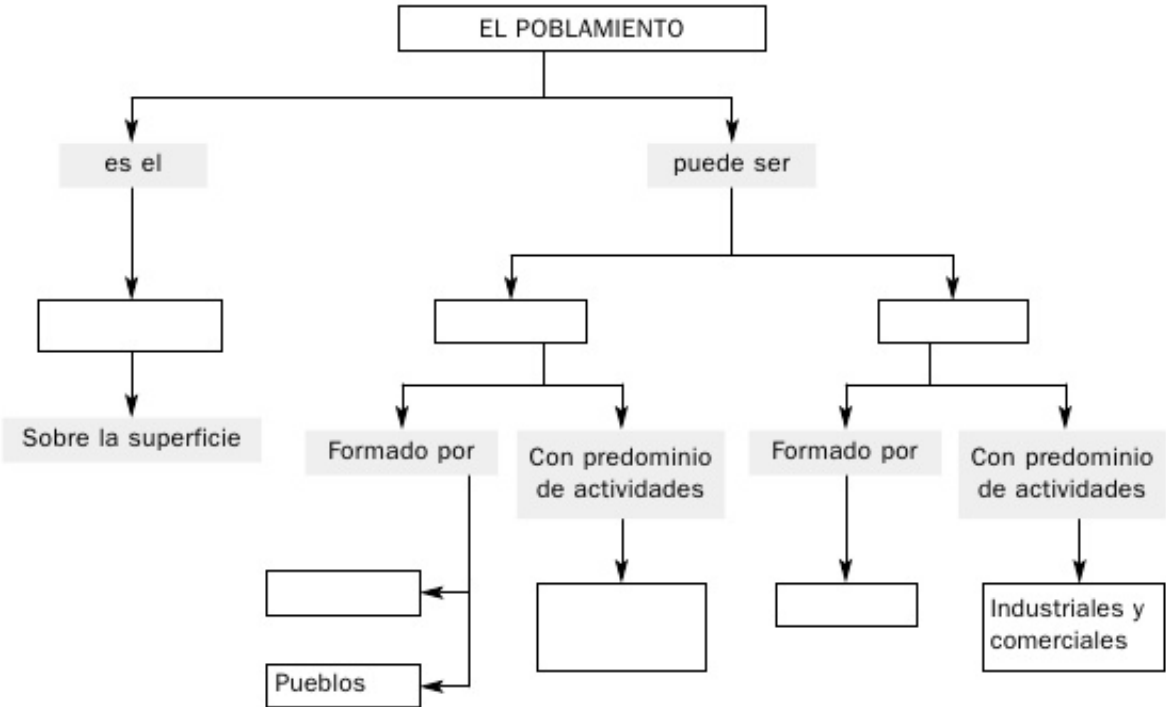 EL POBLAMIENTO
es el
puede ser
Sobre la superficie
Formado por
Con predominio
de actividades
Formado por
Con predominio
de actividades
Industriales y
comerciales
Pueblos